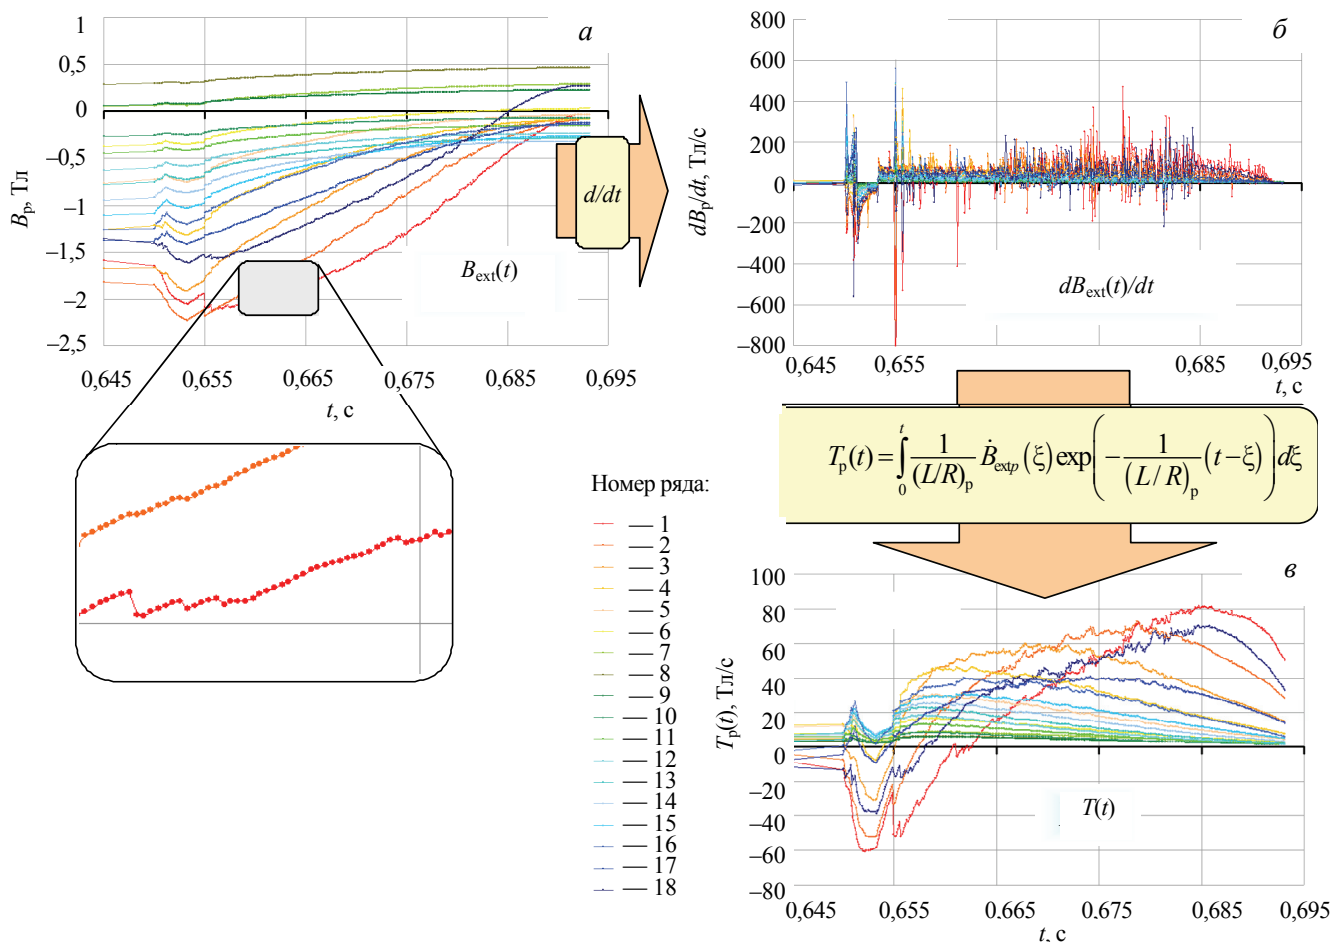 а
1
0,5
0
–0,5
–1
–1,5
–2
–2,5
B_p, Тл
B_ext(t)
0,645 0,655 0,665 0,675 0,685 0,695
t, с
d/dt
б
800
600
400
200
0
–200
–400
–600
–800
dB_p/dt, Тл/с
dB_ext(t)/dt
0,645 0,655 0,685 0,695
t, с
T_p(t) = ∫_0^t 1/(L/R)_p Ḃ_extp(ξ) exp(–1/(L/R)_p (t–ξ)) dξ
Номер ряда:
— 1
— 2
— 3
— 4
— 5
— 6
— 7
— 8
— 9
— 10
— 11
— 12
— 13
— 14
— 15
— 16
— 17
— 18
в
100
80
60
40
20
0
–20
–40
–60
–80
T_p(t), Тл/с
T(t)
0,645 0,655 0,665 0,675 0,685 0,695
t, с